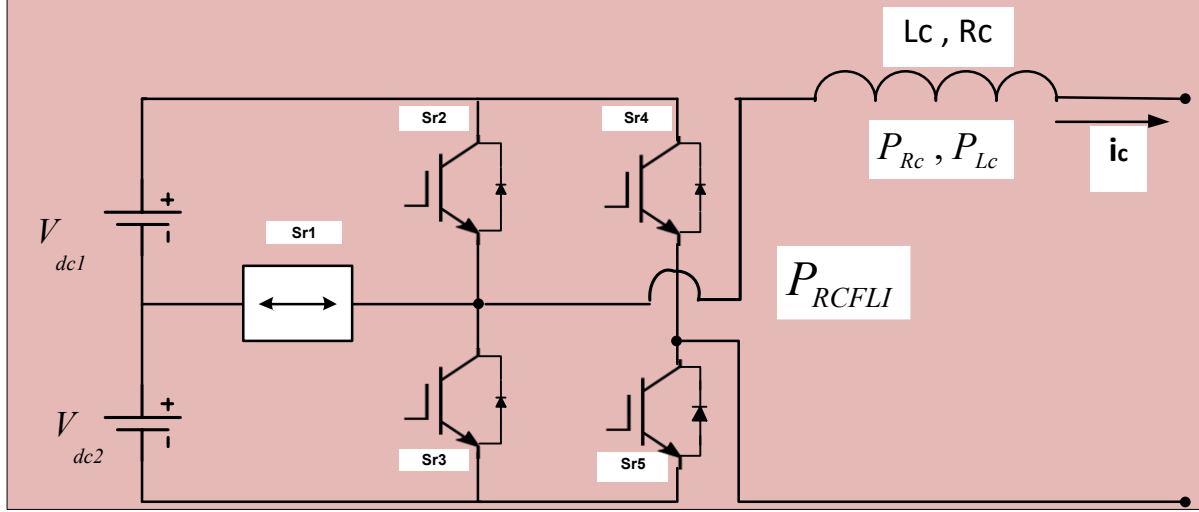 Lc , Rc
Sr2
Sr4
P_Rc , P_Lc
ic
+
-
V_dc1
Sr1
P_RCFLI
+
-
V_dc2
Sr3
Sr5